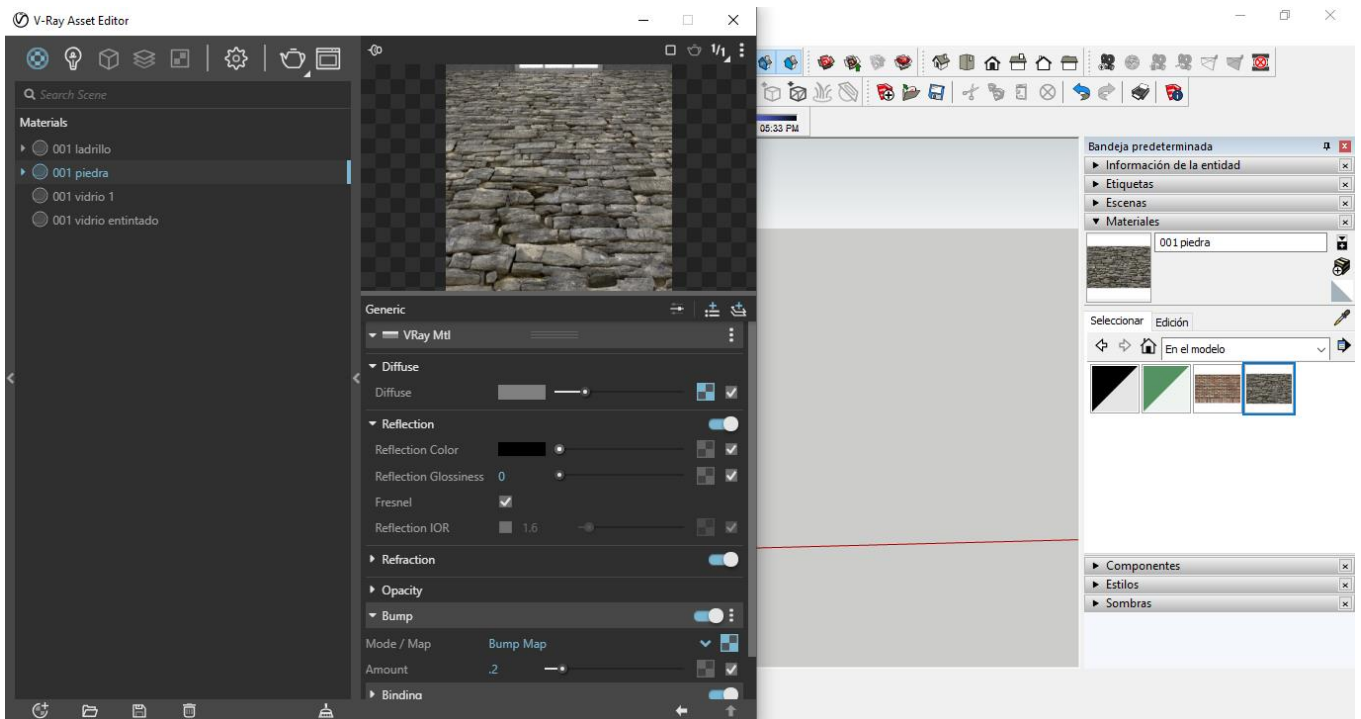 V-Ray Asset Editor
1/1
Search Scene
Materials
001 ladrillo
001 piedra
001 vidrio 1
001 vidrio entintado
Generic
VRay Mtl
Diffuse
Diffuse
Reflection
Reflection Color
Reflection Glossiness 0
Fresnel
Reflection IOR 1.6
Refraction
Opacity
Bump
Mode / Map Bump Map
Amount .2
Binding
05:33 PM
Bandeja predeterminada
Información de la entidad
Etiquetas
Escenas
Materiales
001 piedra
Seleccionar Edición
En el modelo
Componentes
Estilos
Sombras